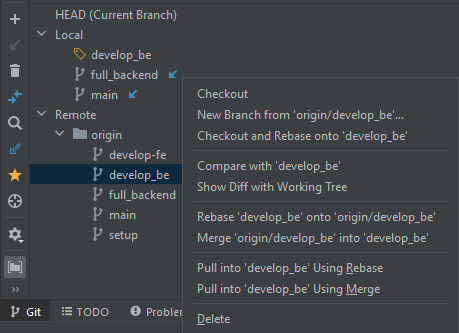 HEAD (Current Branch)
Local
develop_be
full_backend
main
Remote
origin
develop-fe
develop_be
full_backend
main
setup
Checkout
New Branch from 'origin/develop_be'...
Checkout and Rebase onto 'develop_be'
Compare with 'develop_be'
Show Diff with Working Tree
Rebase 'develop_be' onto 'origin/develop_be'
Merge 'origin/develop_be' into 'develop_be'
Pull into 'develop_be' Using Rebase
Pull into 'develop_be' Using Merge
Delete
Git
TODO